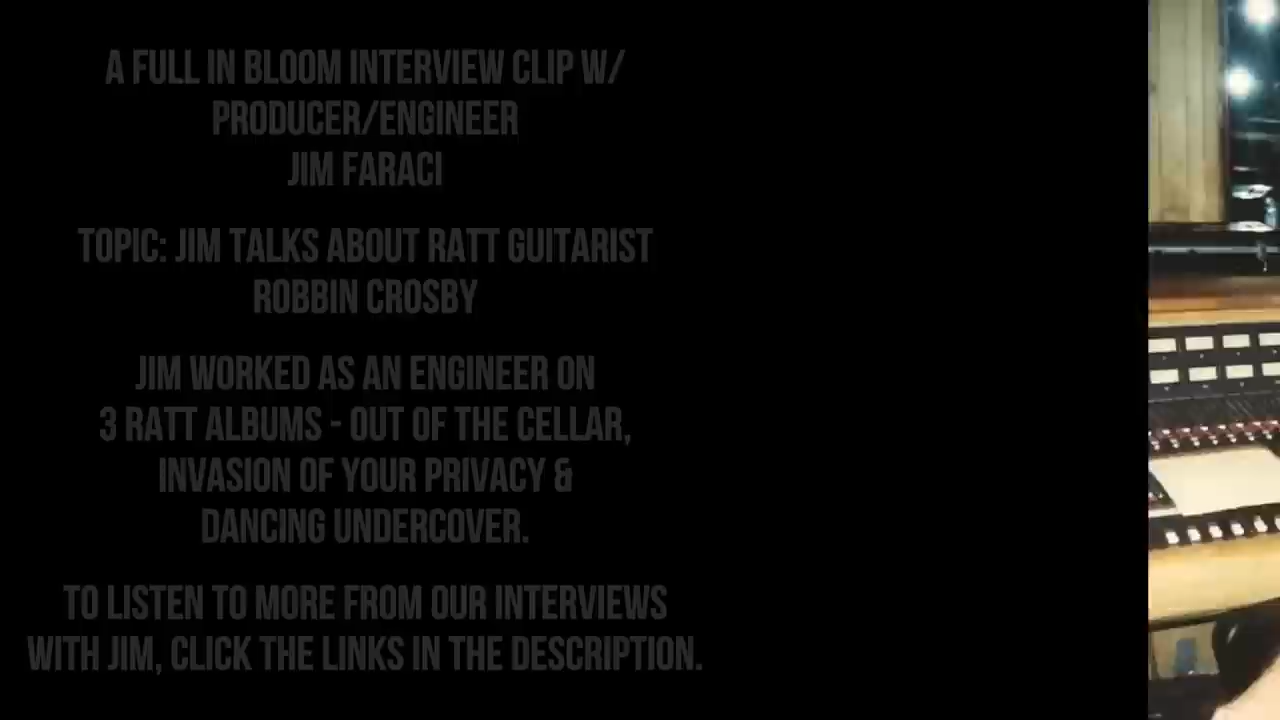 A FULL IN BLOOM INTERVIEW CLIP W/
PRODUCER/ENGINEER
JIM FARACI
TOPIC: JIM TALKS ABOUT RATT GUITARIST
ROBBIN CROSBY
JIM WORKED AS AN ENGINEER ON
3 RATT ALBUMS - OUT OF THE CELLAR,
INVASION OF YOUR PRIVACY &
DANCING UNDERCOVER.
TO LISTEN TO MORE FROM OUR INTERVIEWS
WITH JIM, CLICK THE LINKS IN THE DESCRIPTION.